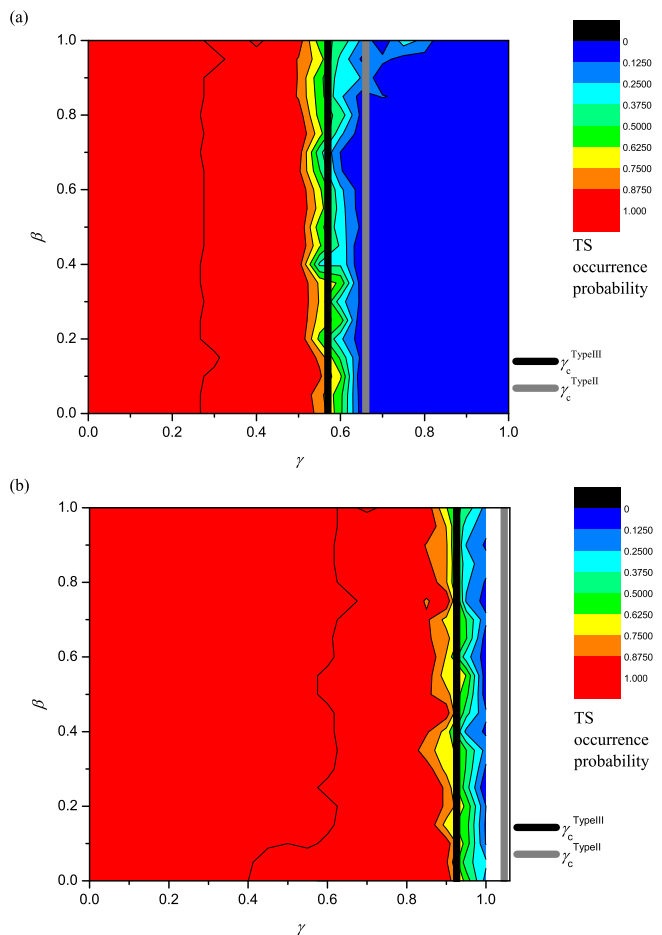 (a)
1.0
0.8
0.6
0.4
0.2
0.0
β
0.0 0.2 0.4 0.6 0.8 1.0
γ
0
0.1250
0.2500
0.3750
0.5000
0.6250
0.7500
0.8750
1.000
TS
occurrence
probability
γc TypeIII
γc TypeII
(b)
1.0
0.8
0.6
0.4
0.2
0.0
β
0.0 0.2 0.4 0.6 0.8 1.0
γ
0
0.1250
0.2500
0.3750
0.5000
0.6250
0.7500
0.8750
1.000
TS
occurrence
probability
γc TypeIII
γc TypeII